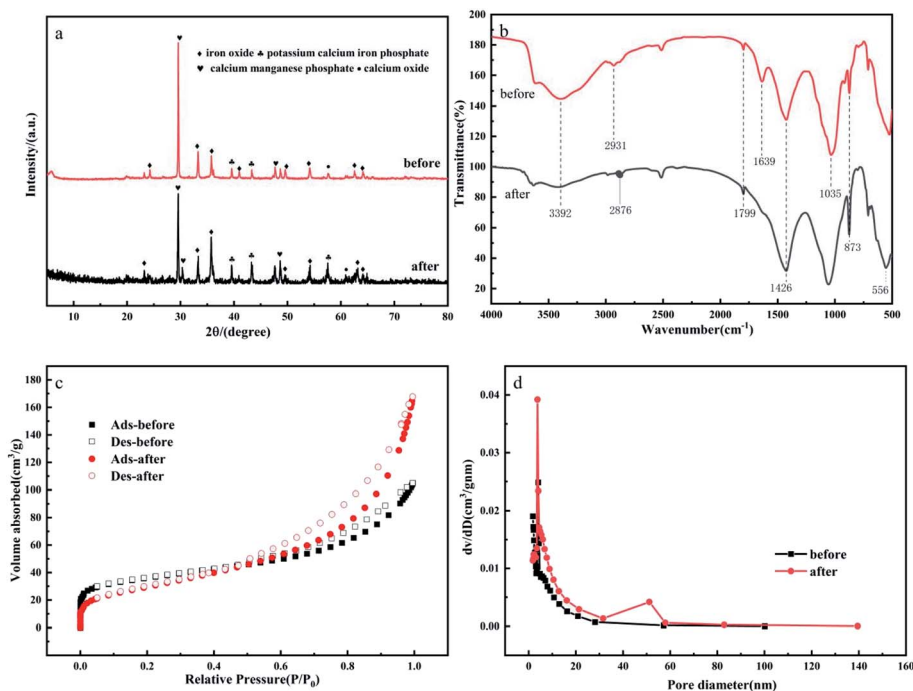 a
♦ iron oxide ♣ potassium calcium iron phosphate
♥ calcium manganese phosphate • calcium oxide
before
after
Intensity/(a.u.)
5 10 20 30 40 50 60 70 80
2θ/(degree)
b
before
after
2931
1639
1035
3392
2876
1799
1426
873
556
Transmittance(%)
200
180
160
140
120
100
80
60
40
20
4000 3500 3000 2500 2000 1500 1000 500
Wavenumber(cm⁻¹)
c
Ads-before
Des-before
Ads-after
Des-after
Volume absorbed(cm³/g)
180
160
140
120
100
80
60
40
20
0
0.0 0.2 0.4 0.6 0.8 1.0
Relative Pressure(P/P₀)
d
before
after
dv/dD(cm³/gnm)
0.04
0.03
0.02
0.01
0.00
0 20 40 60 80 100 120 140 160
Pore diameter(nm)